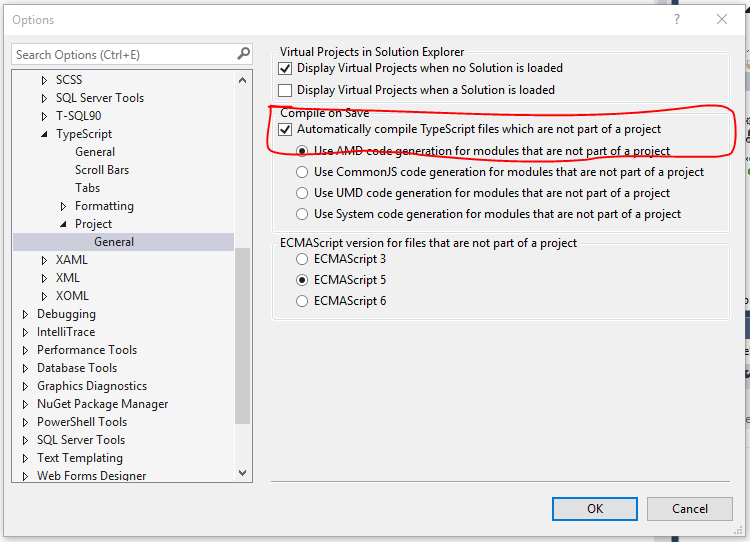 Options
?
Search Options (Ctrl+E)
SCSS
SQL Server Tools
T-SQL90
TypeScript
General
Scroll Bars
Tabs
Formatting
Project
General
XAML
XML
XOML
Debugging
IntelliTrace
Performance Tools
Database Tools
Graphics Diagnostics
NuGet Package Manager
PowerShell Tools
SQL Server Tools
Text Templating
Web Forms Designer
Virtual Projects in Solution Explorer
Display Virtual Projects when no Solution is loaded
Display Virtual Projects when a Solution is loaded
Compile on Save
Automatically compile TypeScript files which are not part of a project
Use AMD code generation for modules that are not part of a project
Use CommonJS code generation for modules that are not part of a project
Use UMD code generation for modules that are not part of a project
Use System code generation for modules that are not part of a project
ECMAScript version for files that are not part of a project
ECMAScript 3
ECMAScript 5
ECMAScript 6
OK
Cancel